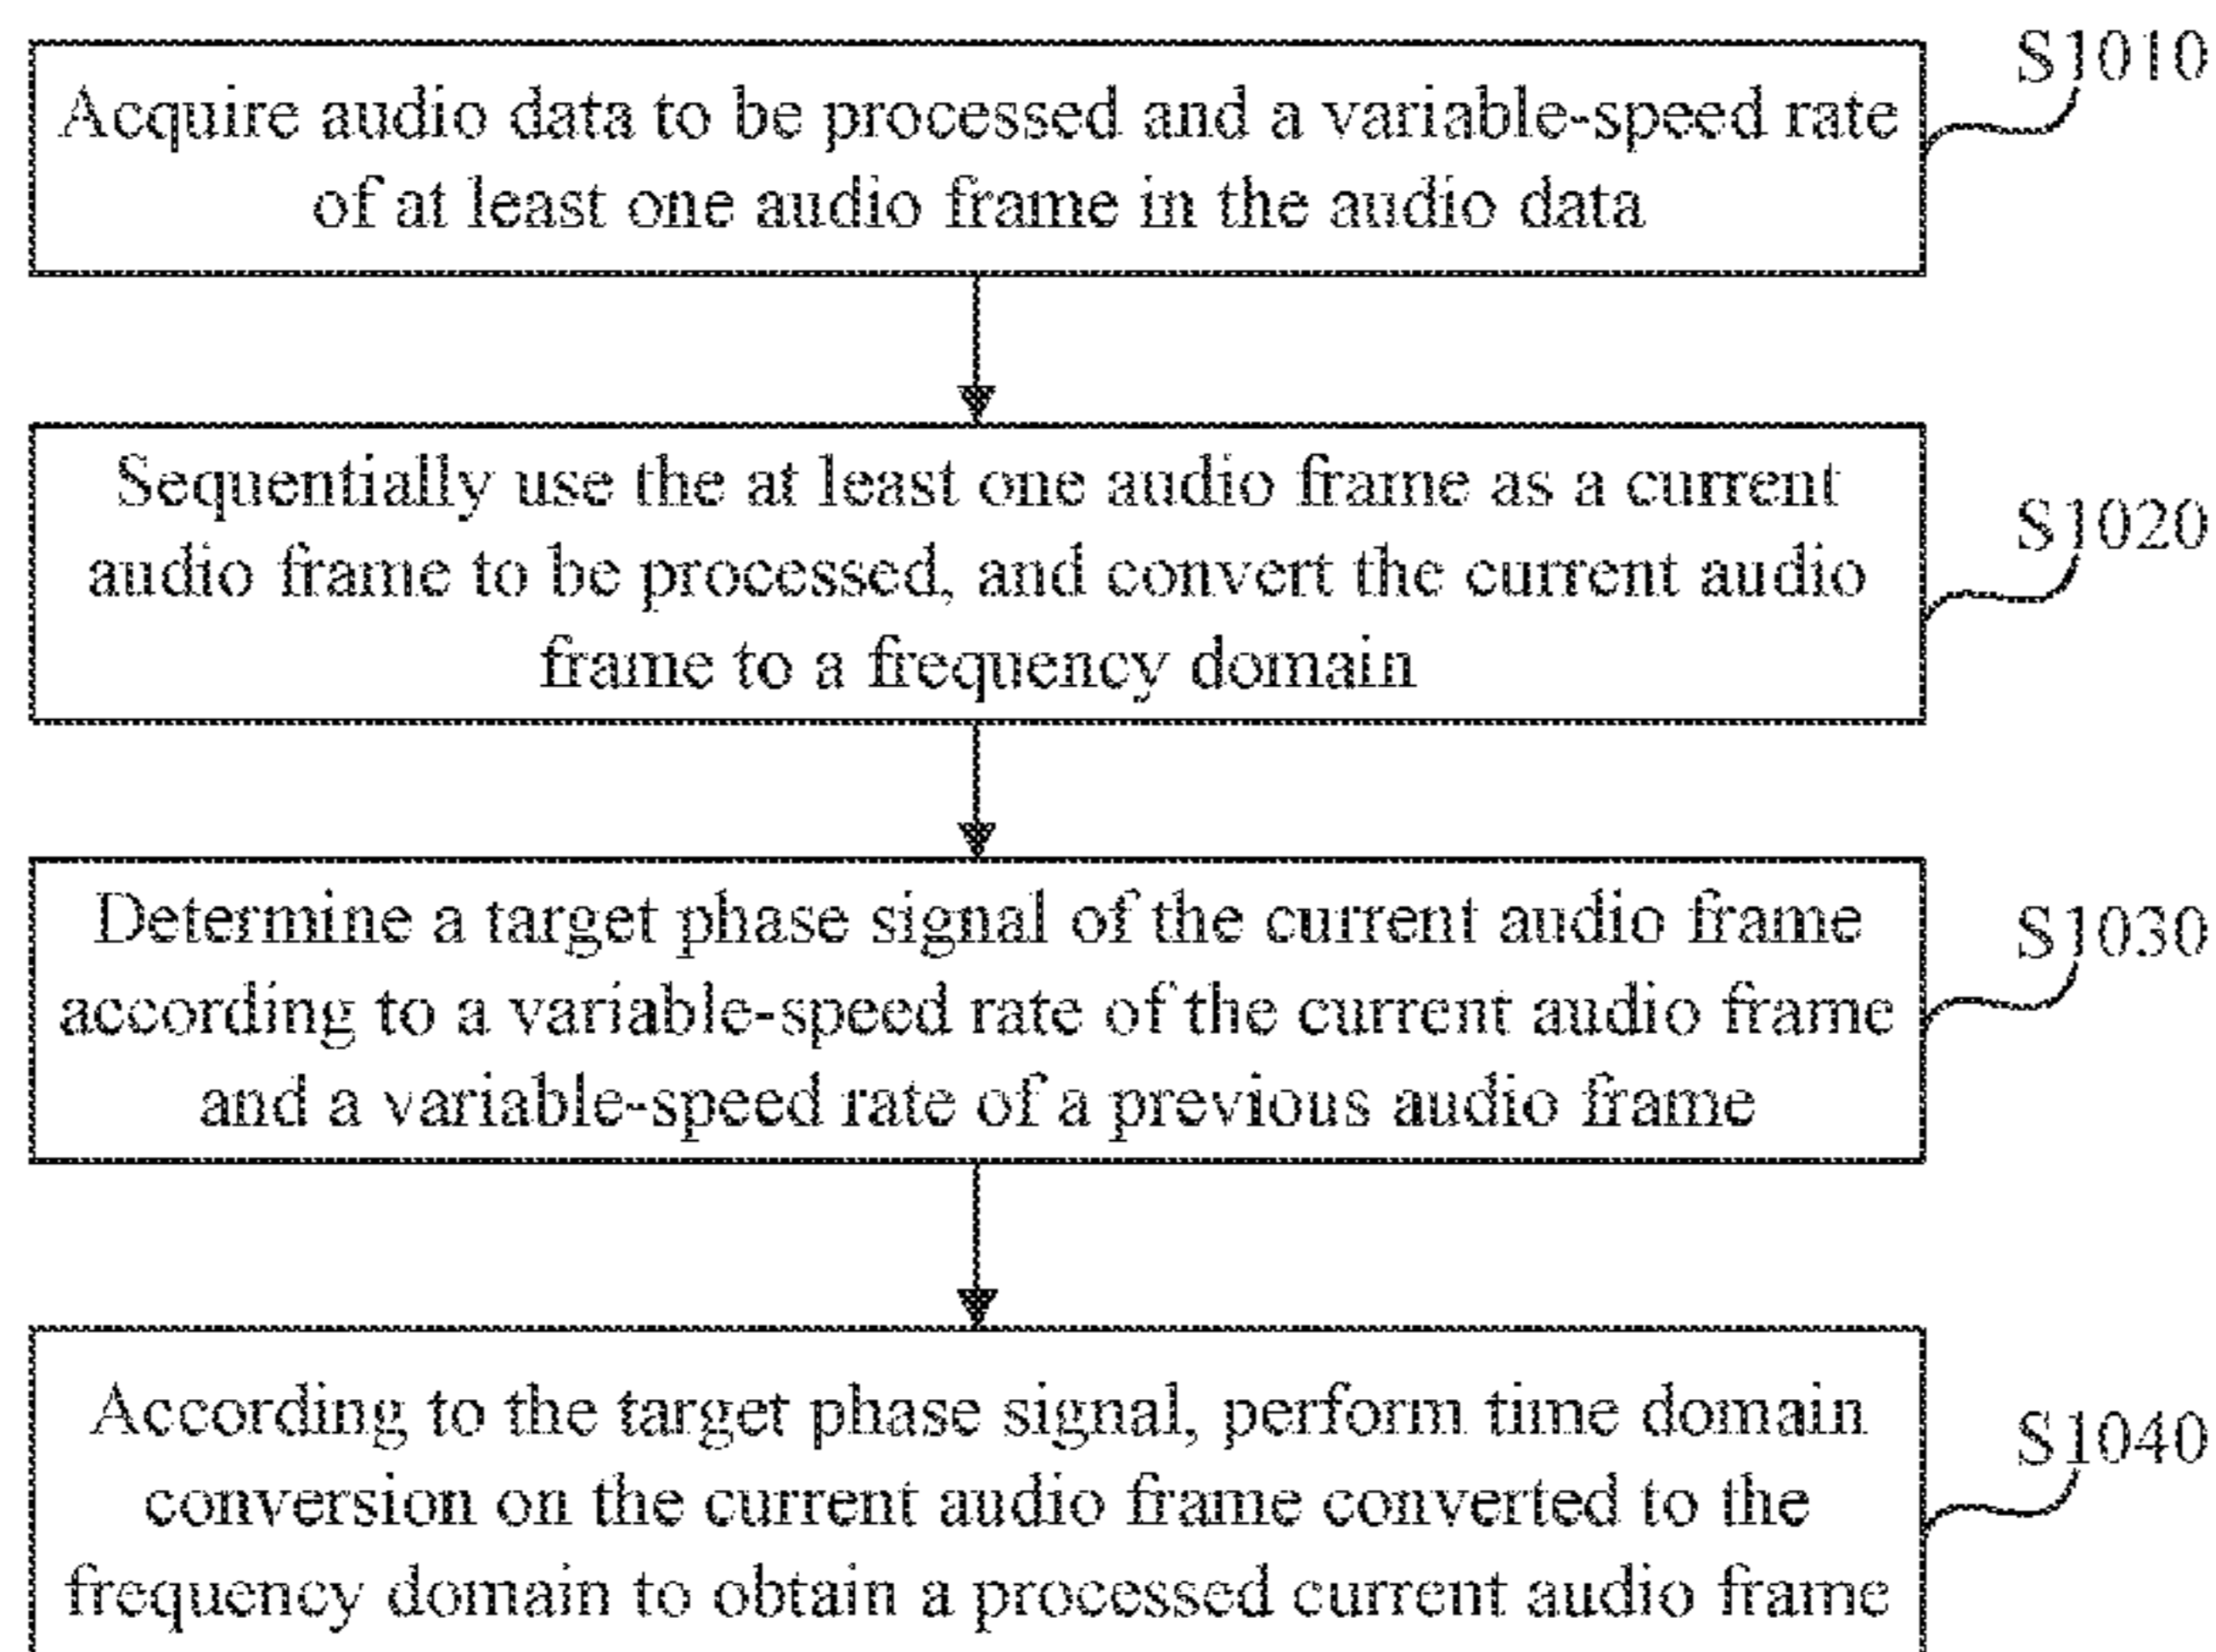 Acquire audio data to be processed and a variable-speed rate
of at least one audio frame in the audio data
S1010
Sequentially use the at least one audio frame as a current
audio frame to be processed, and convert the current audio
frame to a frequency domain
S1020
Determine a target phase signal of the current audio frame
according to a variable-speed rate of the current audio frame
and a variable-speed rate of a previous audio frame
S1030
According to the target phase signal, perform time domain
conversion on the current audio frame converted to the
frequency domain to obtain a processed current audio frame
S1040